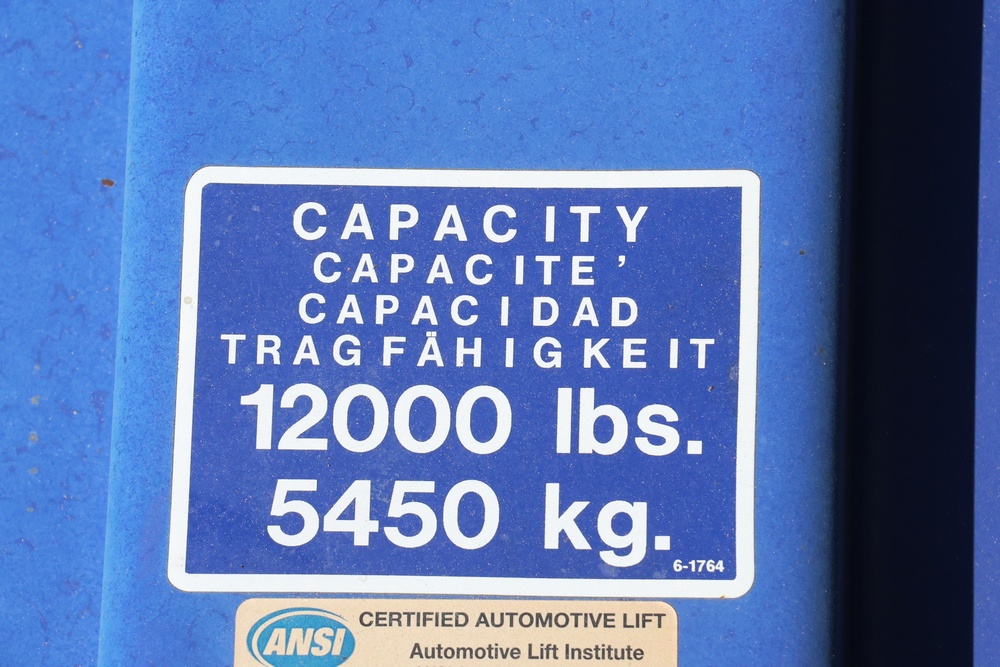 CAPACITY
CAPACITE'
CAPACIDAD
TRAGFÄHIGKEIT
12000 lbs.
5450 kg.
6-1764
ANSI
CERTIFIED AUTOMOTIVE LIFT
Automotive Lift Institute